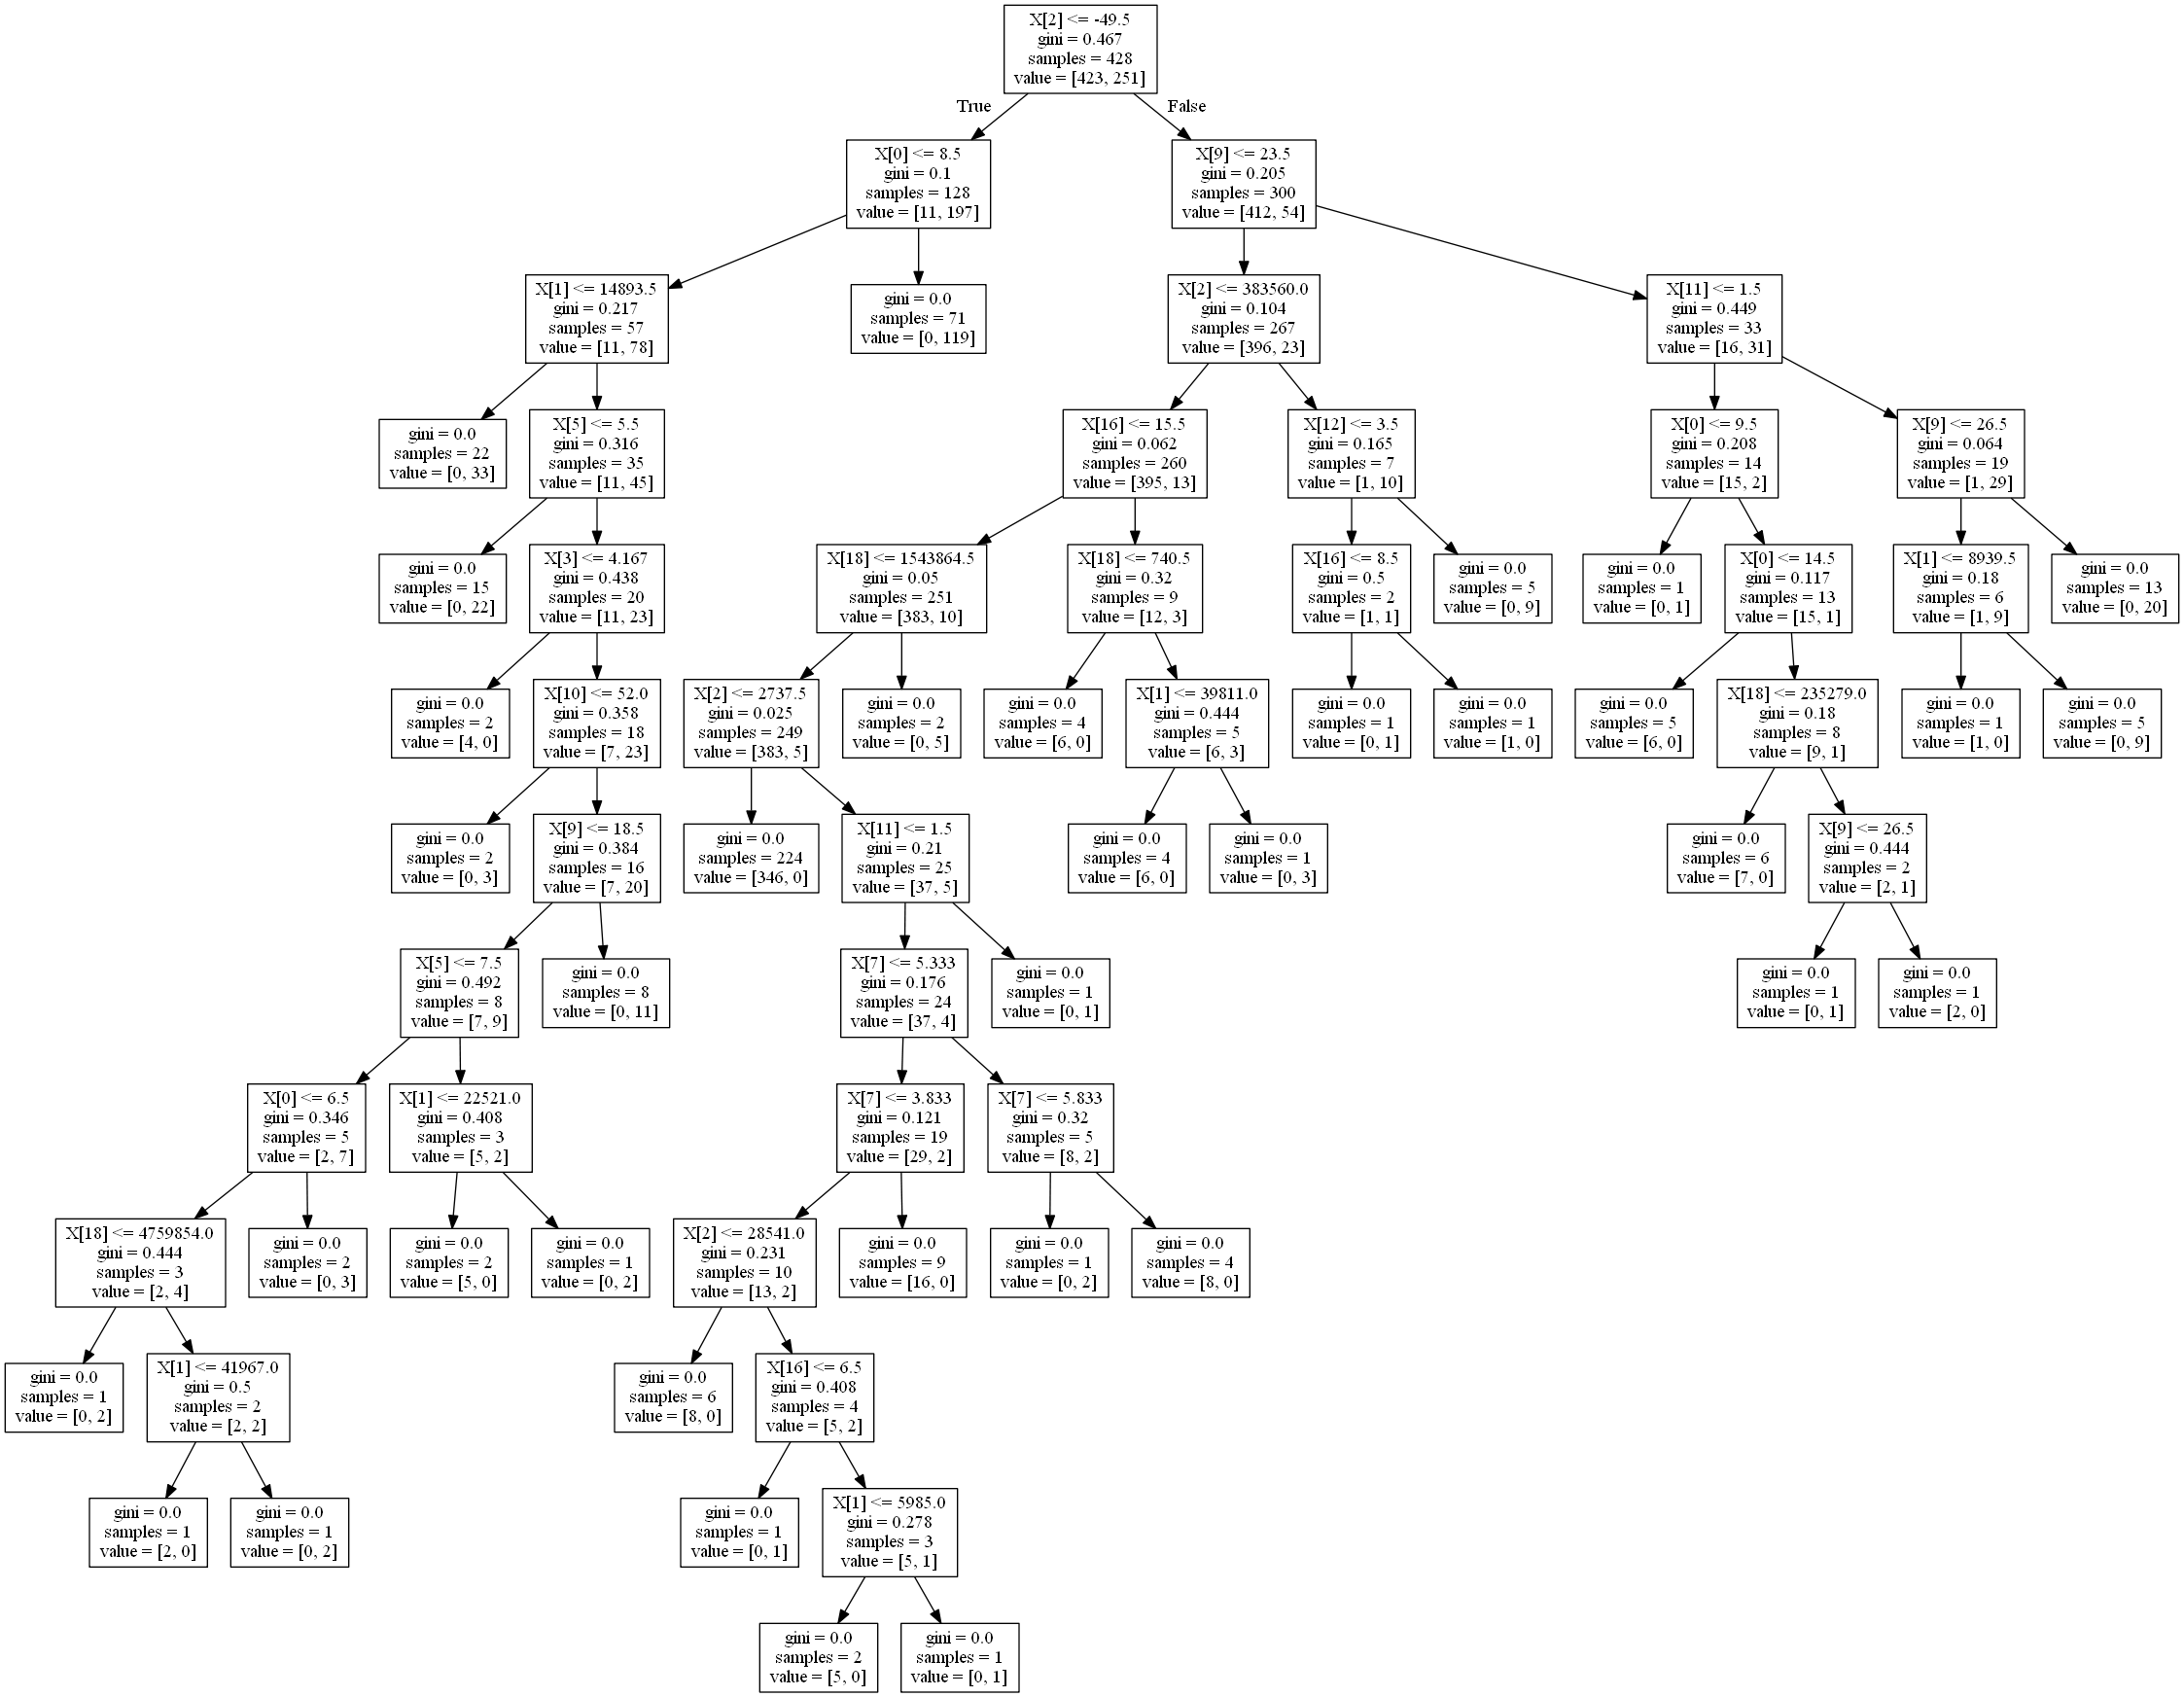 X[2] <= -49.5
gini = 0.467
samples = 428
value = [423, 251]
True
False
X[0] <= 8.5
gini = 0.1
samples = 128
value = [11, 197]
X[9] <= 23.5
gini = 0.205
samples = 300
value = [412, 54]
X[1] <= 14893.5
gini = 0.217
samples = 57
value = [11, 78]
gini = 0.0
samples = 71
value = [0, 119]
X[2] <= 383560.0
gini = 0.104
samples = 267
value = [396, 23]
X[11] <= 1.5
gini = 0.449
samples = 33
value = [16, 31]
gini = 0.0
samples = 22
value = [0, 33]
X[5] <= 5.5
gini = 0.316
samples = 35
value = [11, 45]
X[16] <= 15.5
gini = 0.062
samples = 260
value = [395, 13]
X[12] <= 3.5
gini = 0.165
samples = 7
value = [1, 10]
X[0] <= 9.5
gini = 0.208
samples = 14
value = [15, 2]
X[9] <= 26.5
gini = 0.064
samples = 19
value = [1, 29]
gini = 0.0
samples = 15
value = [0, 22]
X[3] <= 4.167
gini = 0.438
samples = 20
value = [11, 23]
X[18] <= 1543864.5
gini = 0.05
samples = 251
value = [383, 10]
X[18] <= 740.5
gini = 0.32
samples = 9
value = [12, 3]
X[16] <= 8.5
gini = 0.5
samples = 2
value = [1, 1]
gini = 0.0
samples = 5
value = [0, 9]
gini = 0.0
samples = 1
value = [0, 1]
X[0] <= 14.5
gini = 0.117
samples = 13
value = [15, 1]
X[1] <= 8939.5
gini = 0.18
samples = 6
value = [1, 9]
gini = 0.0
samples = 13
value = [0, 20]
gini = 0.0
samples = 2
value = [4, 0]
X[10] <= 52.0
gini = 0.358
samples = 18
value = [7, 23]
X[2] <= 2737.5
gini = 0.025
samples = 249
value = [383, 5]
gini = 0.0
samples = 2
value = [0, 5]
gini = 0.0
samples = 4
value = [6, 0]
X[1] <= 39811.0
gini = 0.444
samples = 5
value = [6, 3]
gini = 0.0
samples = 1
value = [0, 1]
gini = 0.0
samples = 1
value = [1, 0]
gini = 0.0
samples = 5
value = [6, 0]
X[18] <= 235279.0
gini = 0.18
samples = 8
value = [9, 1]
gini = 0.0
samples = 1
value = [1, 0]
gini = 0.0
samples = 5
value = [0, 9]
gini = 0.0
samples = 2
value = [0, 3]
X[9] <= 18.5
gini = 0.384
samples = 16
value = [7, 20]
gini = 0.0
samples = 224
value = [346, 0]
X[11] <= 1.5
gini = 0.21
samples = 25
value = [37, 5]
gini = 0.0
samples = 4
value = [6, 0]
gini = 0.0
samples = 1
value = [0, 3]
gini = 0.0
samples = 6
value = [7, 0]
X[9] <= 26.5
gini = 0.444
samples = 2
value = [2, 1]
X[5] <= 7.5
gini = 0.492
samples = 8
value = [7, 9]
gini = 0.0
samples = 8
value = [0, 11]
X[7] <= 5.333
gini = 0.176
samples = 24
value = [37, 4]
gini = 0.0
samples = 1
value = [0, 1]
gini = 0.0
samples = 1
value = [0, 1]
gini = 0.0
samples = 1
value = [2, 0]
X[0] <= 6.5
gini = 0.346
samples = 5
value = [2, 7]
X[1] <= 22521.0
gini = 0.408
samples = 3
value = [5, 2]
X[7] <= 3.833
gini = 0.121
samples = 19
value = [29, 2]
X[7] <= 5.833
gini = 0.32
samples = 5
value = [8, 2]
X[18] <= 4759854.0
gini = 0.444
samples = 3
value = [2, 4]
gini = 0.0
samples = 2
value = [0, 3]
gini = 0.0
samples = 2
value = [5, 0]
gini = 0.0
samples = 1
value = [0, 2]
X[2] <= 28541.0
gini = 0.231
samples = 10
value = [13, 2]
gini = 0.0
samples = 9
value = [16, 0]
gini = 0.0
samples = 1
value = [0, 2]
gini = 0.0
samples = 4
value = [8, 0]
gini = 0.0
samples = 1
value = [0, 2]
X[1] <= 41967.0
gini = 0.5
samples = 2
value = [2, 2]
gini = 0.0
samples = 6
value = [8, 0]
X[16] <= 6.5
gini = 0.408
samples = 4
value = [5, 2]
gini = 0.0
samples = 1
value = [2, 0]
gini = 0.0
samples = 1
value = [0, 2]
gini = 0.0
samples = 1
value = [0, 1]
X[1] <= 5985.0
gini = 0.278
samples = 3
value = [5, 1]
gini = 0.0
samples = 2
value = [5, 0]
gini = 0.0
samples = 1
value = [0, 1]